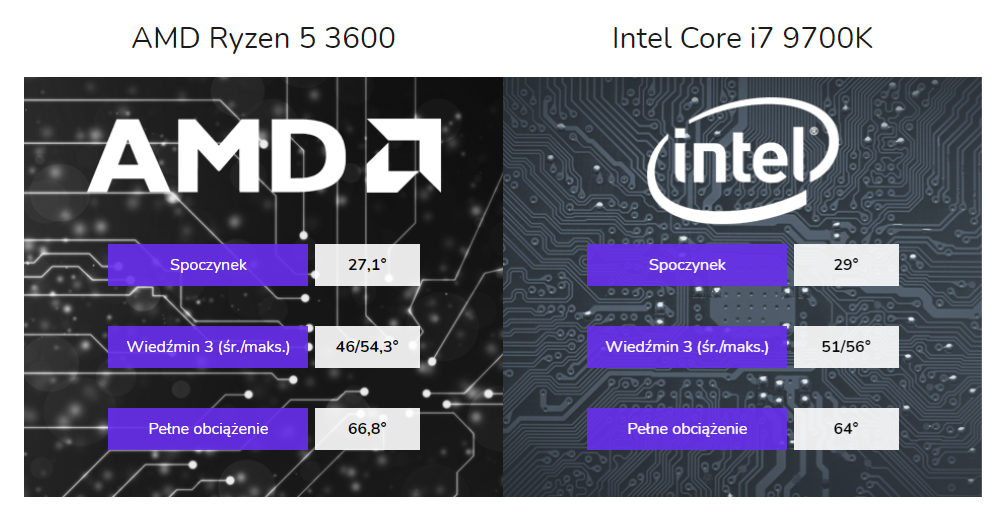 AMD Ryzen 5 3600
Intel Core i7 9700K
AMD
intel®
Spoczynek 27,1°
Spoczynek 29°
Wiedźmin 3 (śr./maks.) 46/54,3°
Wiedźmin 3 (śr./maks.) 51/56°
Pełne obciążenie 66,8°
Pełne obciążenie 64°